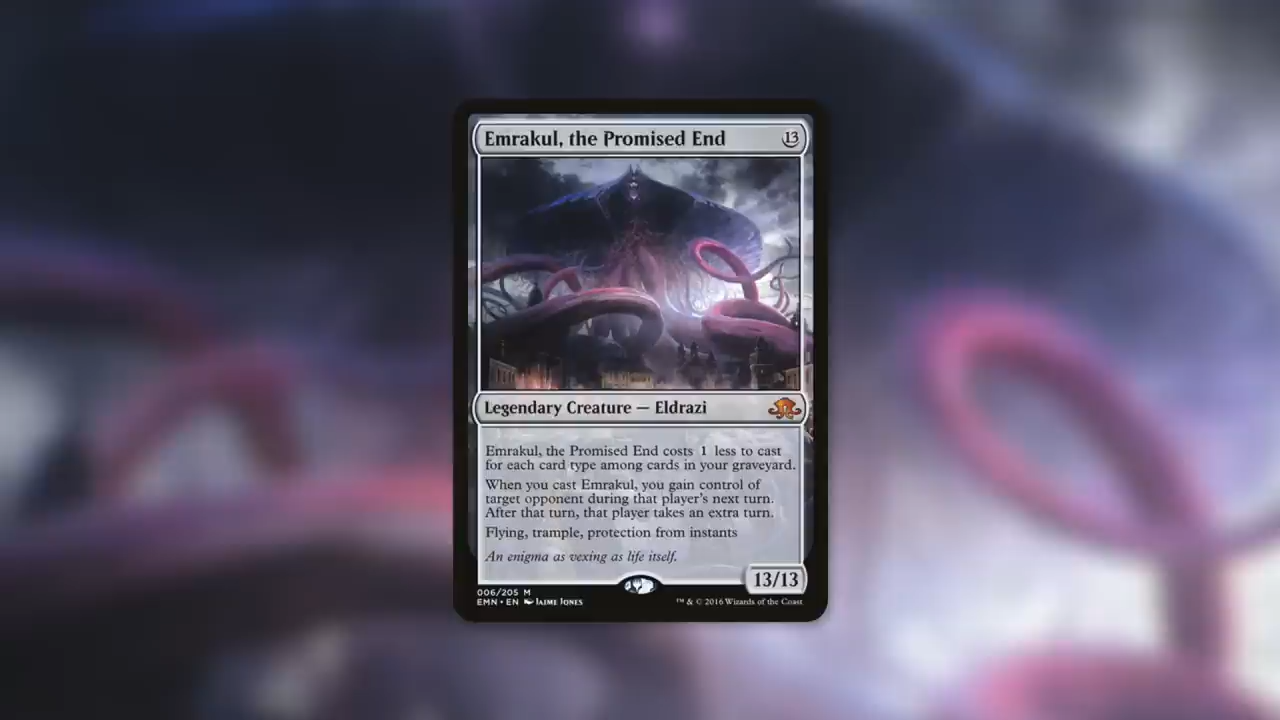 Emrakul, the Promised End 13
Legendary Creature — Eldrazi
Emrakul, the Promised End costs 1 less to cast
for each card type among cards in your graveyard.
When you cast Emrakul, you gain control of
target opponent during that player's next turn.
After that turn, that player takes an extra turn.
Flying, trample, protection from instants
An enigma as vexing as life itself.
13/13
006/205 M
EMN • EN JAIME JONES ™ & © 2016 Wizards of the Coast